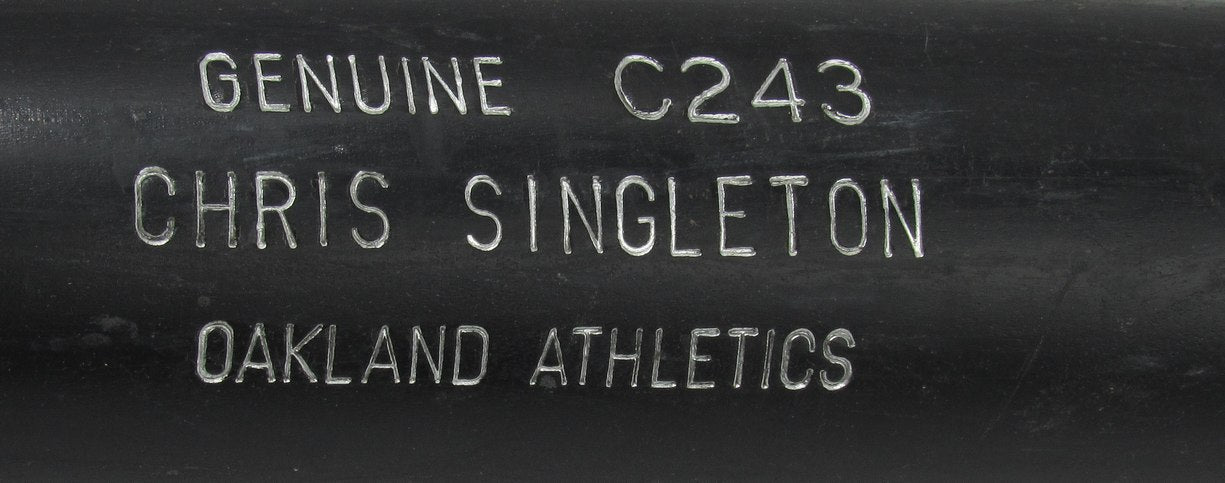 GENUINE C243
CHRIS SINGLETON
OAKLAND ATHLETICS